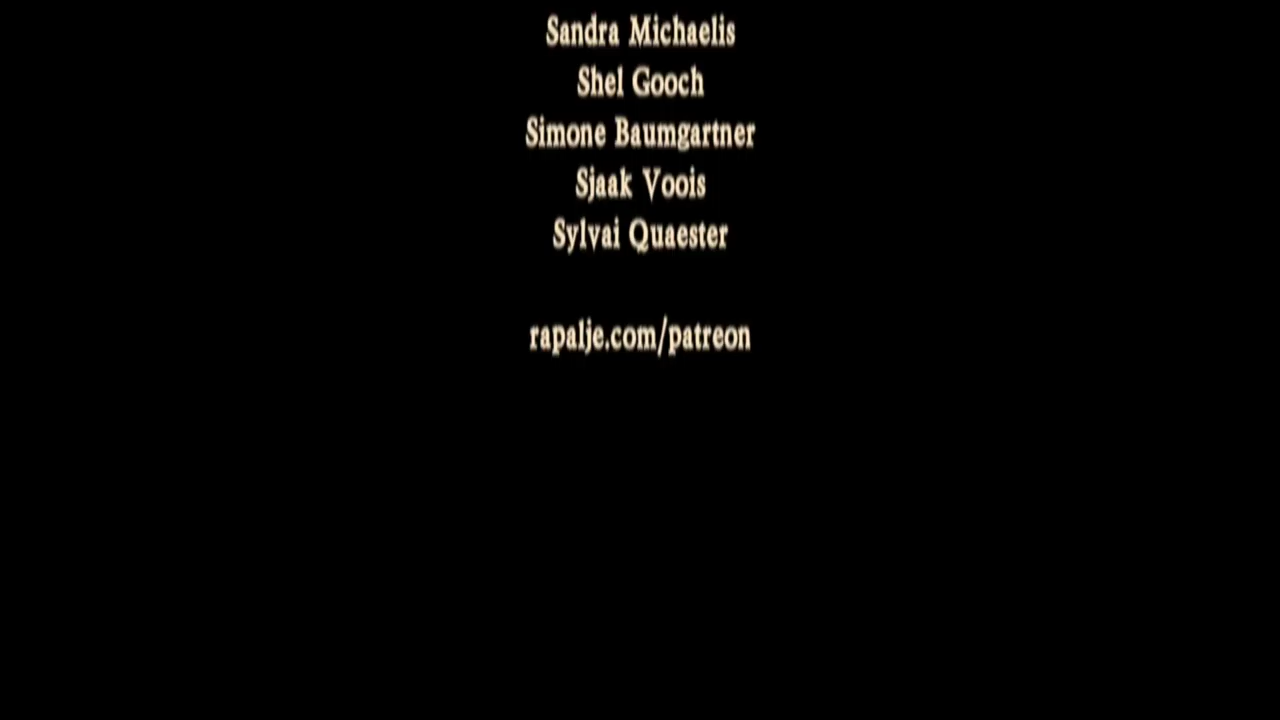 Sandra Michaelis
Shel Gooch
Simone Baumgartner
Sjaak Voois
Sylvai Quaester
rapalje.com/patreon